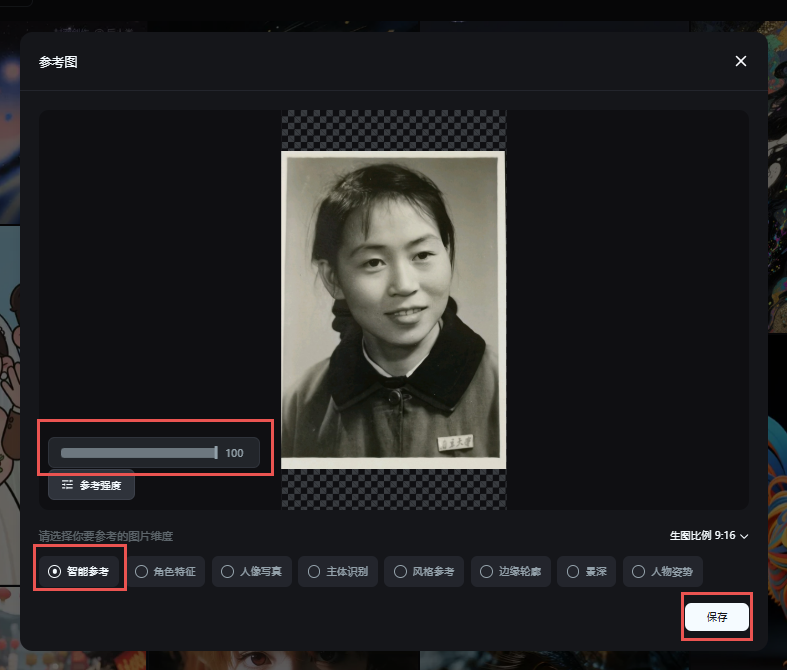 参考图
100
参考强度
请选择你要参考的图片维度
生图比例 9:16
智能参考
角色特征
人像写真
主体识别
风格参考
边缘轮廓
景深
人物姿势
保存